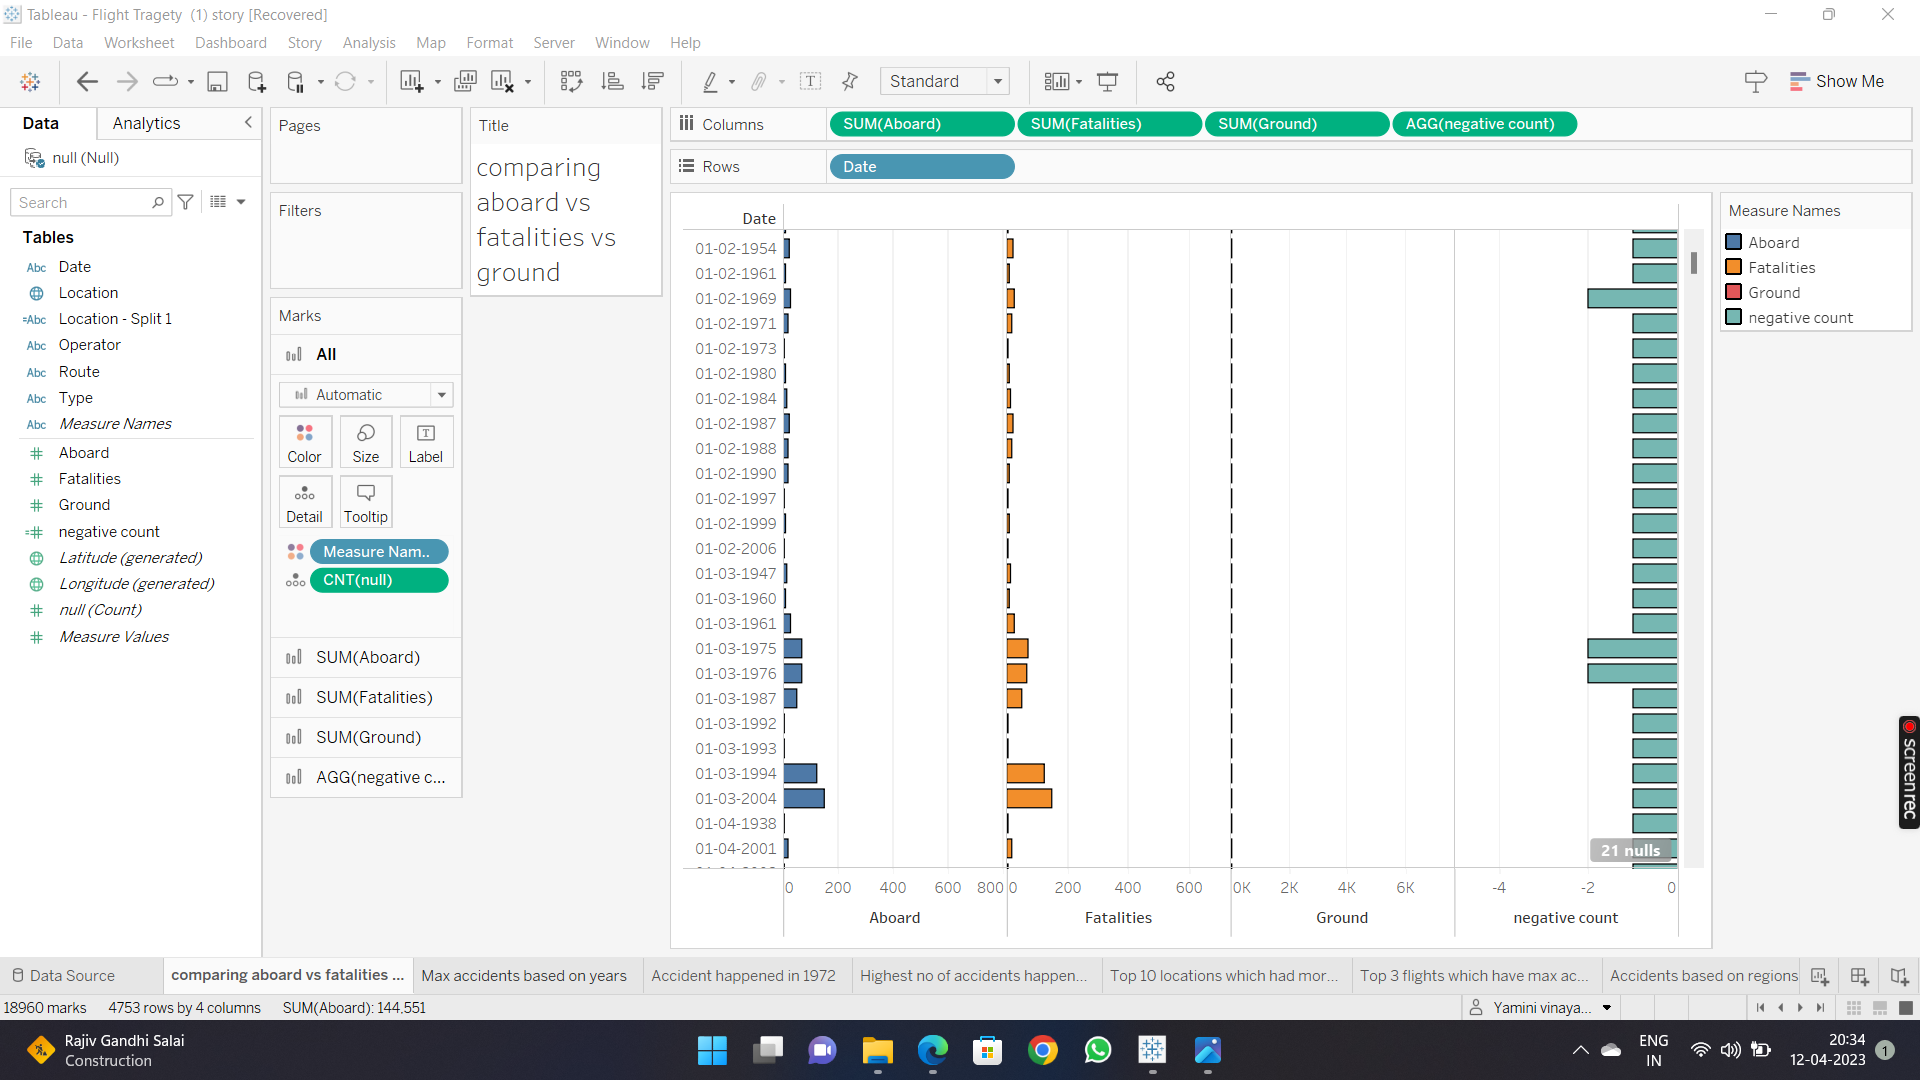 Tableau - Flight Tragety  (1) story [Recovered]
File Data Worksheet Dashboard Story Analysis Map Format Server Window Help
Standard
Show Me
Data Analytics
null (Null)
Search
Tables
Abc Date
Location
=Abc Location - Split 1
Abc Operator
Abc Route
Abc Type
Abc Measure Names
# Aboard
# Fatalities
# Ground
=# negative count
Latitude (generated)
Longitude (generated)
# null (Count)
# Measure Values
Pages
Filters
Marks
All
Automatic
Color Size Label
Detail Tooltip
Measure Nam..
CNT(null)
SUM(Aboard)
SUM(Fatalities)
SUM(Ground)
AGG(negative c...
Title
comparing
aboard vs
fatalities vs
ground
Columns SUM(Aboard) SUM(Fatalities) SUM(Ground) AGG(negative count)
Rows Date
Date
01-02-1954
01-02-1961
01-02-1969
01-02-1971
01-02-1973
01-02-1980
01-02-1984
01-02-1987
01-02-1988
01-02-1990
01-02-1997
01-02-1999
01-02-2006
01-03-1947
01-03-1960
01-03-1961
01-03-1975
01-03-1976
01-03-1987
01-03-1992
01-03-1993
01-03-1994
01-03-2004
01-04-1938
01-04-2001
21 nulls
0 200 400 600 800 0 200 400 600 0K 2K 4K 6K -4 -2 0
Aboard Fatalities Ground negative count
Measure Names
Aboard
Fatalities
Ground
negative count
screenrec
Data Source comparing aboard vs fatalities ... Max accidents based on years Accident happened in 1972 Highest no of accidents happen... Top 10 locations which had mor... Top 3 flights which have max ac... Accidents based on regions
18960 marks 4753 rows by 4 columns SUM(Aboard): 144,551 Yamini vinaya...
Rajiv Gandhi Salai
Construction
ENG
IN
20:34
12-04-2023
1